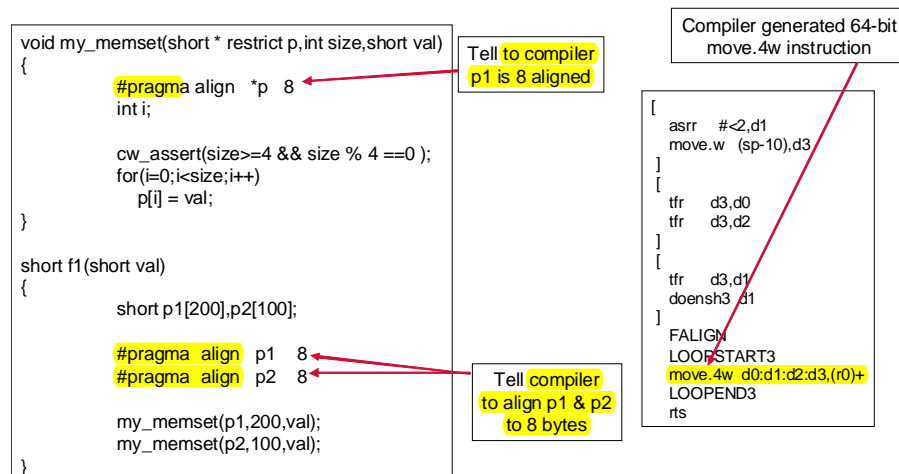 void my_memset(short * restrict p,int size,short val)
{
#pragma align *p 8
int i;
cw_assert(size>=4 && size % 4 ==0 );
for(i=0;i<size;i++)
p[i] = val;
}
short f1(short val)
{
short p1[200],p2[100];
#pragma align p1 8
#pragma align p2 8
my_memset(p1,200,val);
my_memset(p2,100,val);
}
Tell to compiler
p1 is 8 aligned
Tell compiler
to align p1 & p2
to 8 bytes
Compiler generated 64-bit
move.4w instruction
[
asrr #<2,d1
move.w (sp-10),d3
]
[
tfr d3,d0
tfr d3,d2
]
[
tfr d3,d1
doensh3 d1
]
FALIGN
LOOPSTART3
move.4w d0:d1:d2:d3,(r0)+
LOOPEND3
rts